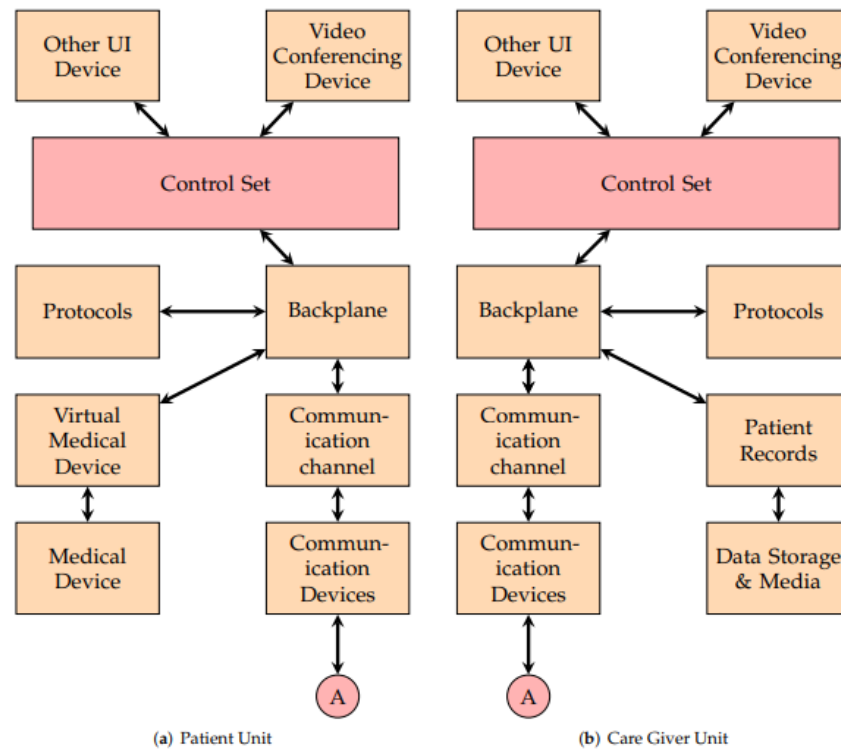 Other UI
Device
Video
Conferencing
Device
Control Set
Protocols
Backplane
Virtual
Medical
Device
Commun-
ication
channel
Medical
Device
Commun-
ication
Devices
A
(a) Patient Unit
Other UI
Device
Video
Conferencing
Device
Control Set
Backplane
Protocols
Commun-
ication
channel
Patient
Records
Commun-
ication
Devices
Data Storage
& Media
A
(b) Care Giver Unit